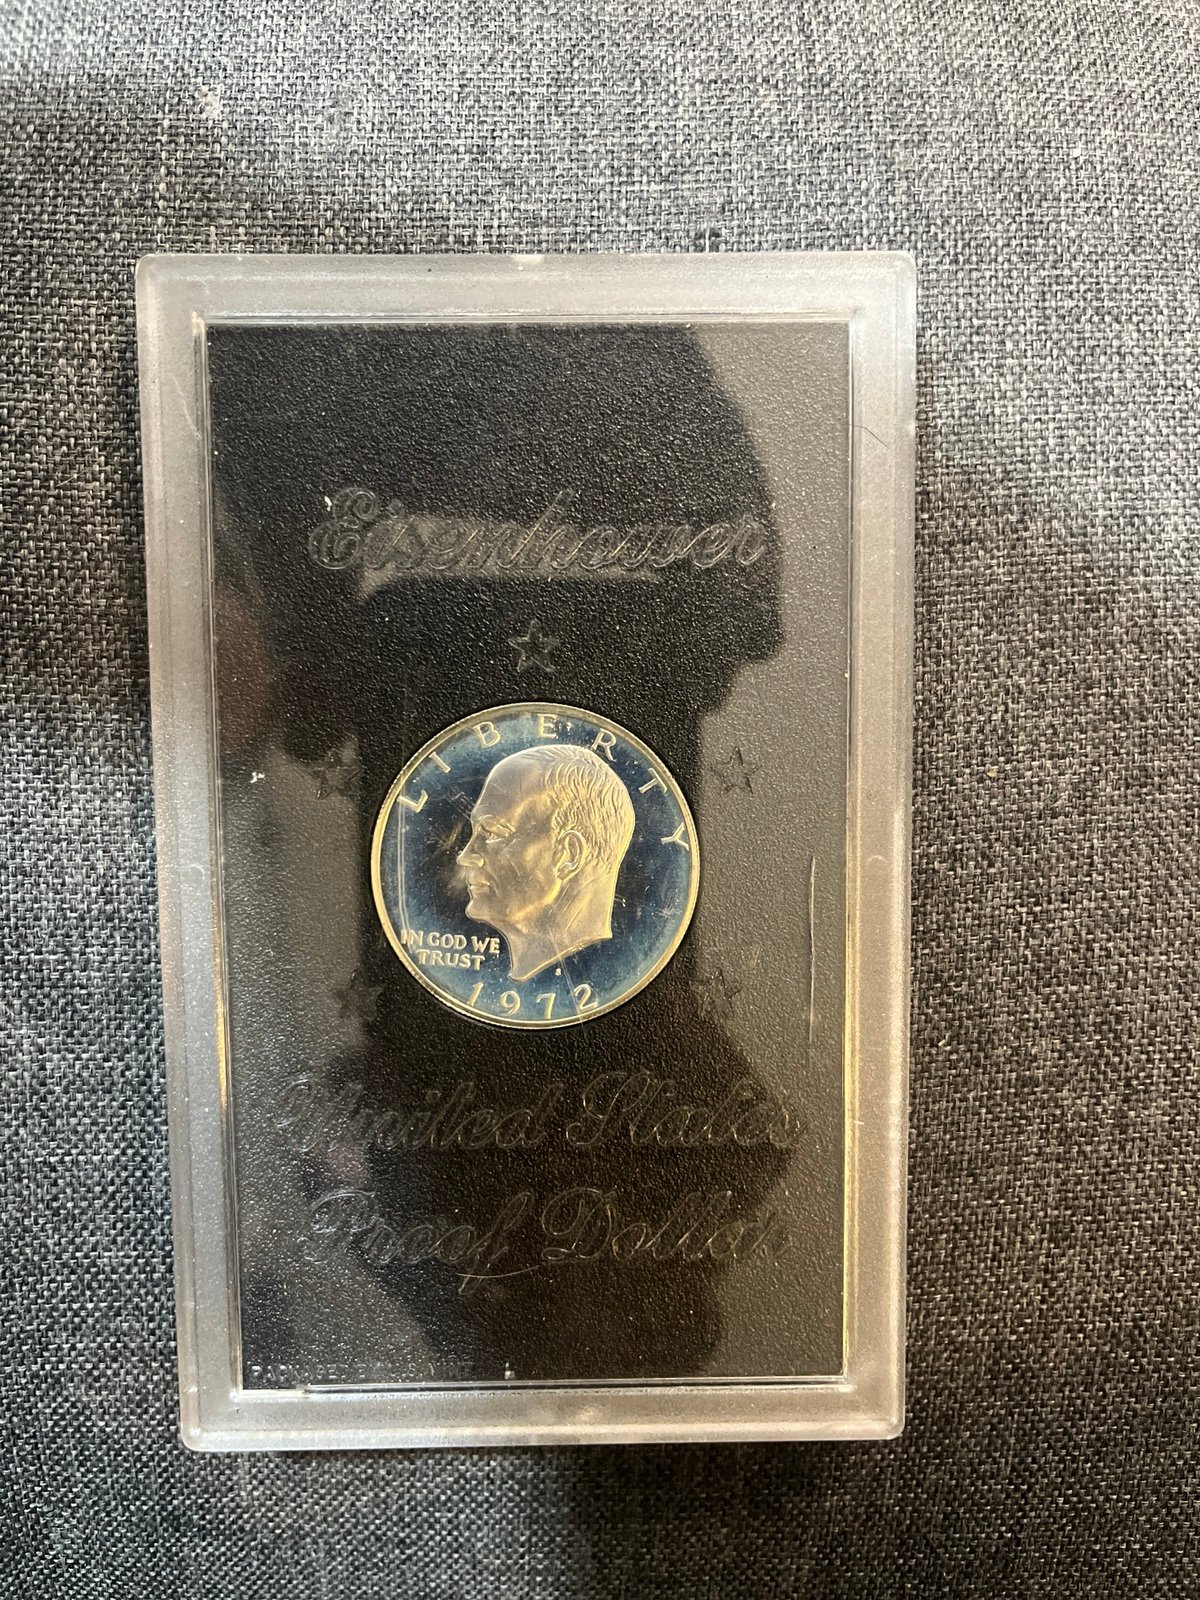 Eisenhower
LIBERTY
IN GOD WE
TRUST
1972
United States
Proof Dollar